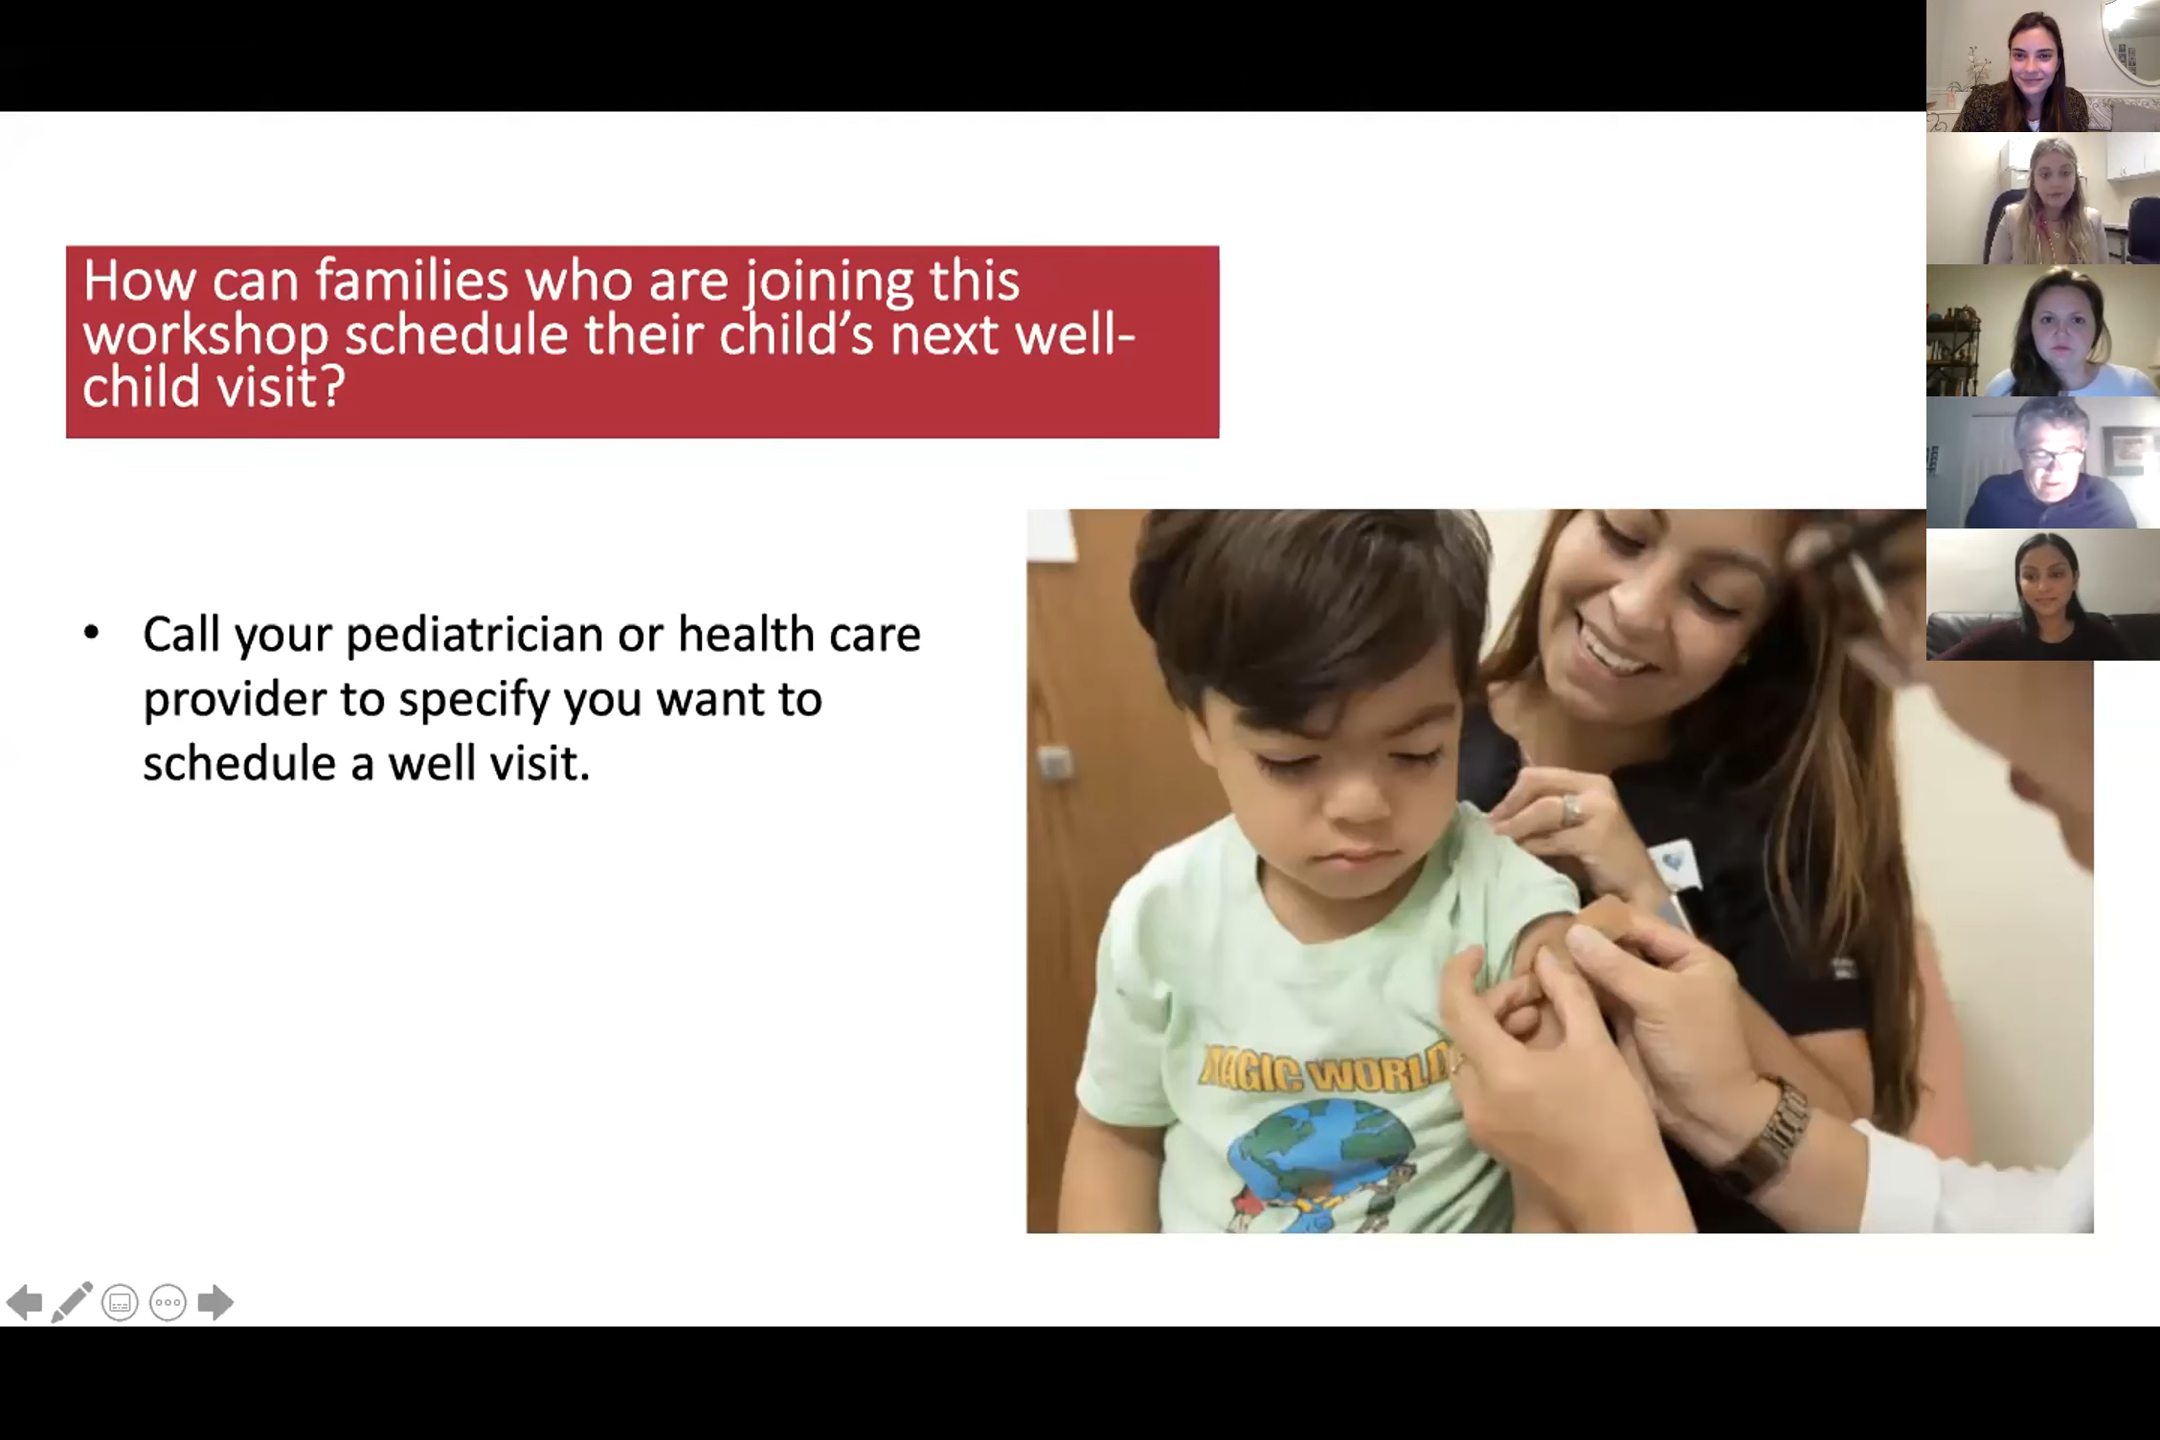 How can families who are joining this
workshop schedule their child’s next well-
child visit?
• Call your pediatrician or health care
provider to specify you want to
schedule a well visit.
MAGIC WORLD